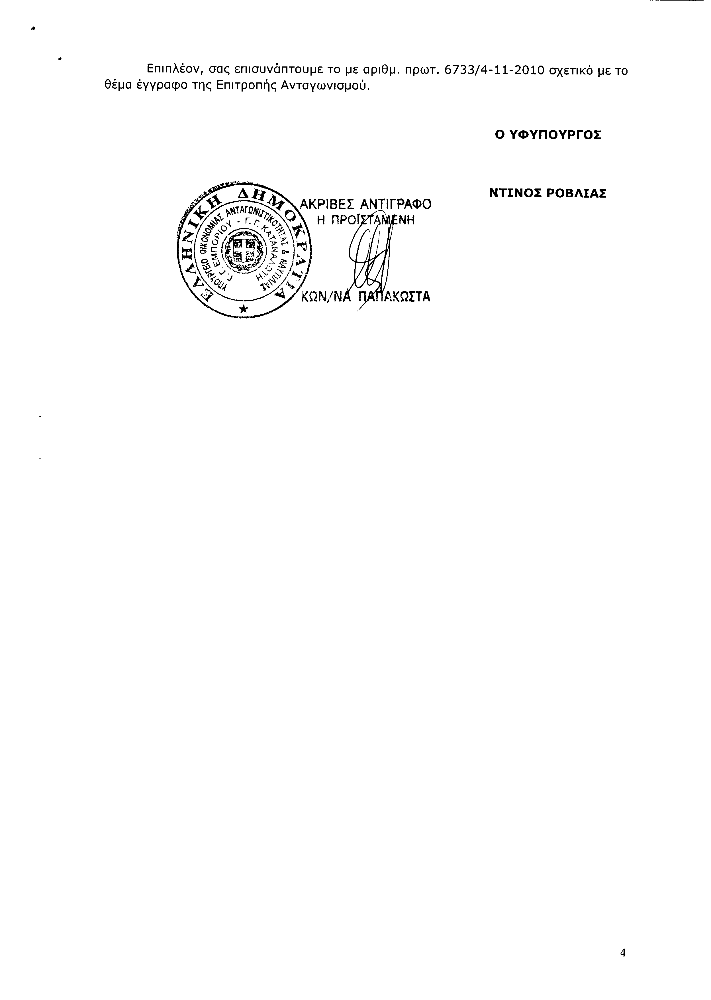 Επιπλέον, σας επισυνάπτουμε το με αριθμ. πρωτ. 6733/4-11-2010 σχετικό με το
θέμα έγγραφο της Επιτροπής Ανταγωνισμού.
Ο ΥΦΥΠΟΥΡΓΟΣ
ΝΤΙΝΟΣ ΡΟΒΛΙΑΣ
ΕΛΛΗΝΙΚΗ ΔΗΜΟΚΡΑΤΙΑ
ΥΠΟΥΡΓΕΙΟ ΟΙΚΟΝΟΜΙΑΣ ΑΝΤΑΓΩΝΙΣΤΙΚΟΤΗΤΑΣ & ΝΑΥΤΙΛΙΑΣ
Γ.Γ. ΕΜΠΟΡΙΟΥ - Γ.Γ. ΚΑΤΑΝΑΛΩΤΗ
ΑΚΡΙΒΕΣ ΑΝΤΙΓΡΑΦΟ
Η ΠΡΟΪΣΤΑΜΕΝΗ
ΚΩΝ/ΝΑ ΠΑΠΑΚΩΣΤΑ
4